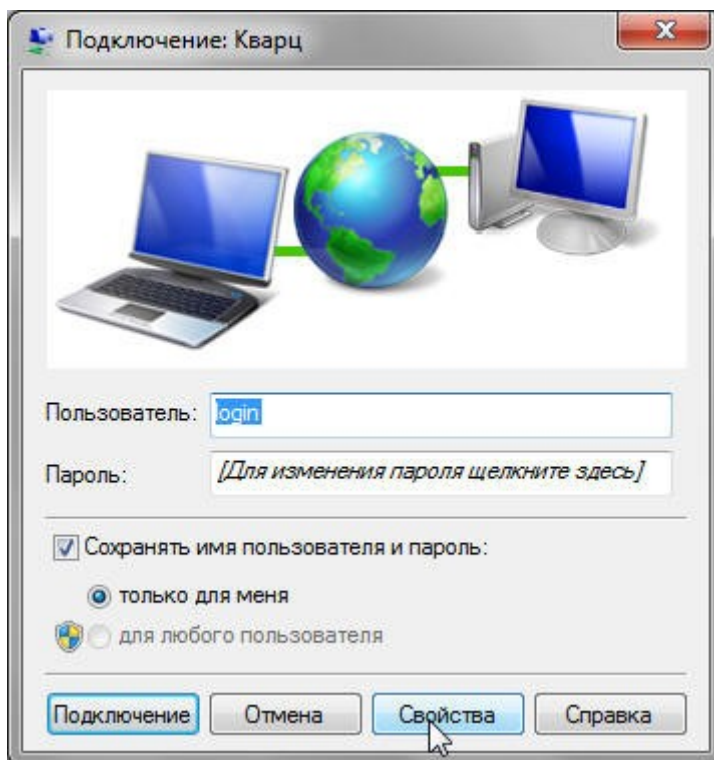 Подключение: Кварц
Пользователь: login
Пароль: [Для изменения пароля щелкните здесь]
Сохранять имя пользователя и пароль:
только для меня
для любого пользователя
Подключение Отмена Свойства Справка